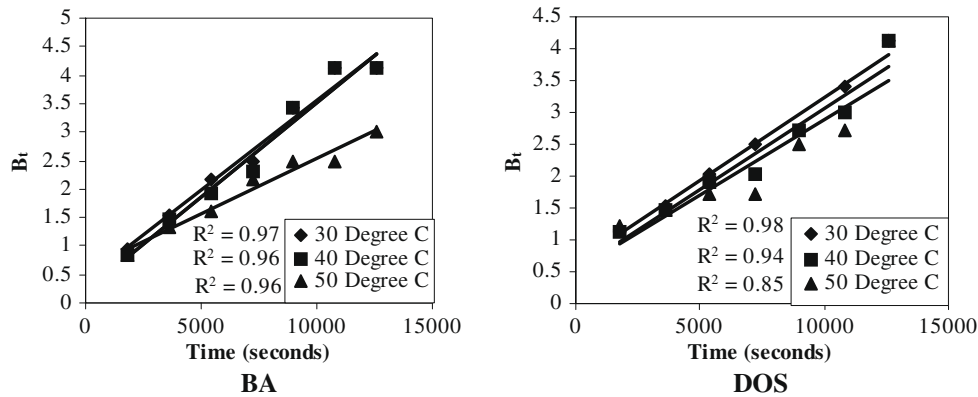 5
4.5
4
3.5
3
2.5
2
1.5
1
0.5
0
Bt
R² = 0.97
R² = 0.96
R² = 0.96
30 Degree C
40 Degree C
50 Degree C
0 5000 10000 15000
Time (seconds)
BA
4.5
4
3.5
3
2.5
2
1.5
1
0.5
0
Bt
R² = 0.98
R² = 0.94
R² = 0.85
30 Degree C
40 Degree C
50 Degree C
0 5000 10000 15000
Time (seconds)
DOS